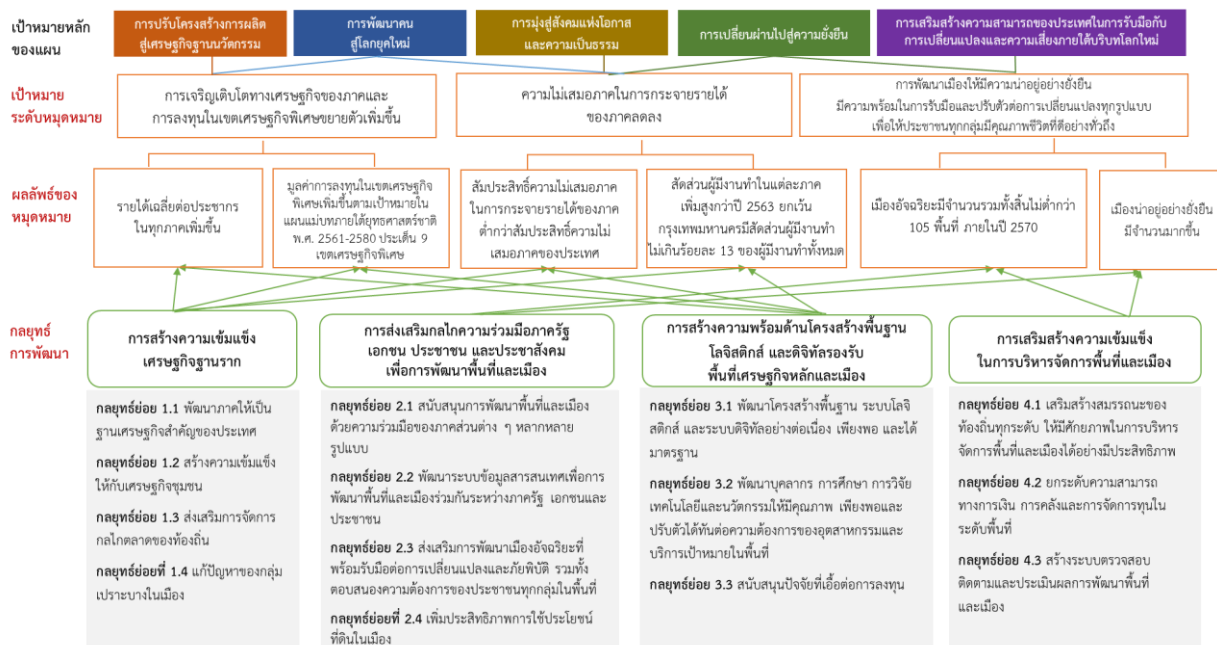 เป้าหมายหลัก
ของแผน
การปรับโครงสร้างการผลิต
สู่เศรษฐกิจฐานนวัตกรรม
การพัฒนาคน
สู่โลกยุคใหม่
การมุ่งสู่สังคมแห่งโอกาส
และความเป็นธรรม
การเปลี่ยนผ่านไปสู่ความยั่งยืน
การเสริมสร้างความสามารถของประเทศในการรับมือกับ
การเปลี่ยนแปลงและความเสี่ยงภายใต้บริบทโลกใหม่
เป้าหมาย
ระดับหมุดหมาย
การเจริญเติบโตทางเศรษฐกิจของภาคและ
การลงทุนในเขตเศรษฐกิจพิเศษขยายตัวเพิ่มขึ้น
ความไม่เสมอภาคในการกระจายรายได้
ของภาคลดลง
การพัฒนาเมืองให้มีความน่าอยู่อย่างยั่งยืน
มีความพร้อมในการรับมือและปรับตัวต่อการเปลี่ยนแปลงทุกรูปแบบ
เพื่อให้ประชาชนทุกกลุ่มมีคุณภาพชีวิตที่ดีอย่างทั่วถึง
ผลลัพธ์ของ
หมุดหมาย
รายได้เฉลี่ยต่อประชากร
ในทุกภาคเพิ่มขึ้น
มูลค่าการลงทุนในเขตเศรษฐกิจ
พิเศษเพิ่มขึ้นตามเป้าหมายใน
แผนแม่บทภายใต้ยุทธศาสตร์ชาติ
พ.ศ. 2561-2580 ประเด็น 9
เขตเศรษฐกิจพิเศษ
สัมประสิทธิ์ความไม่เสมอภาค
ในการกระจายรายได้ของภาค
ต่ำกว่าสัมประสิทธิ์ความไม่
เสมอภาคของประเทศ
สัดส่วนผู้มีงานทำในแต่ละภาค
เพิ่มสูงกว่าปี 2563 ยกเว้น
กรุงเทพมหานครมีสัดส่วนผู้มีงานทำ
ไม่เกินร้อยละ 13 ของผู้มีงานทำทั้งหมด
เมืองอัจฉริยะมีจำนวนรวมทั้งสิ้นไม่ต่ำกว่า
105 พื้นที่ ภายในปี 2570
เมืองน่าอยู่อย่างยั่งยืน
มีจำนวนมากขึ้น
กลยุทธ์
การพัฒนา
การสร้างความเข้มแข็ง
เศรษฐกิจฐานราก
การส่งเสริมกลไกความร่วมมือภาครัฐ
เอกชน ประชาชน และประชาสังคม
เพื่อการพัฒนาพื้นที่และเมือง
การสร้างความพร้อมด้านโครงสร้างพื้นฐาน
โลจิสติกส์ และดิจิทัลรองรับ
พื้นที่เศรษฐกิจหลักและเมือง
การเสริมสร้างความเข้มแข็ง
ในการบริหารจัดการพื้นที่และเมือง
กลยุทธ์ย่อย 1.1 พัฒนาภาคให้เป็น
ฐานเศรษฐกิจสำคัญของประเทศ
กลยุทธ์ย่อย 1.2 สร้างความเข้มแข็ง
ให้กับเศรษฐกิจชุมชน
กลยุทธ์ย่อย 1.3 ส่งเสริมการจัดการ
กลไกตลาดของท้องถิ่น
กลยุทธ์ย่อยที่ 1.4 แก้ปัญหาของกลุ่ม
เปราะบางในเมือง
กลยุทธ์ย่อย 2.1 สนับสนุนการพัฒนาพื้นที่และเมือง
ด้วยความร่วมมือของภาคส่วนต่าง ๆ หลากหลาย
รูปแบบ
กลยุทธ์ย่อย 2.2 พัฒนาระบบข้อมูลสารสนเทศเพื่อการ
พัฒนาพื้นที่และเมืองร่วมกันระหว่างภาครัฐ เอกชนและ
ประชาชน
กลยุทธ์ย่อย 2.3 ส่งเสริมการพัฒนาเมืองอัจฉริยะที่
พร้อมรับมือต่อการเปลี่ยนแปลงและภัยพิบัติ รวมทั้ง
ตอบสนองความต้องการของประชาชนทุกกลุ่มในพื้นที่
กลยุทธ์ย่อยที่ 2.4 เพิ่มประสิทธิภาพการใช้ประโยชน์
ที่ดินในเมือง
กลยุทธ์ย่อย 3.1 พัฒนาโครงสร้างพื้นฐาน ระบบโลจิ
สติกส์ และระบบดิจิทัลอย่างต่อเนื่อง เพียงพอ และได้
มาตรฐาน
กลยุทธ์ย่อย 3.2 พัฒนาบุคลากร การศึกษา การวิจัย
เทคโนโลยีและนวัตกรรมให้มีคุณภาพ เพียงพอและ
ปรับตัวได้ทันต่อความต้องการของอุตสาหกรรมและ
บริการเป้าหมายในพื้นที่
กลยุทธ์ย่อย 3.3 สนับสนุนปัจจัยที่เอื้อต่อการลงทุน
กลยุทธ์ย่อย 4.1 เสริมสร้างสมรรถนะของ
ท้องถิ่นทุกระดับ ให้มีศักยภาพในการบริหาร
จัดการพื้นที่และเมืองได้อย่างมีประสิทธิภาพ
กลยุทธ์ย่อย 4.2 ยกระดับความสามารถ
ทางการเงิน การคลังและการจัดการทุนใน
ระดับพื้นที่
กลยุทธ์ย่อย 4.3 สร้างระบบตรวจสอบ
ติดตามและประเมินผลการพัฒนาพื้นที่
และเมือง